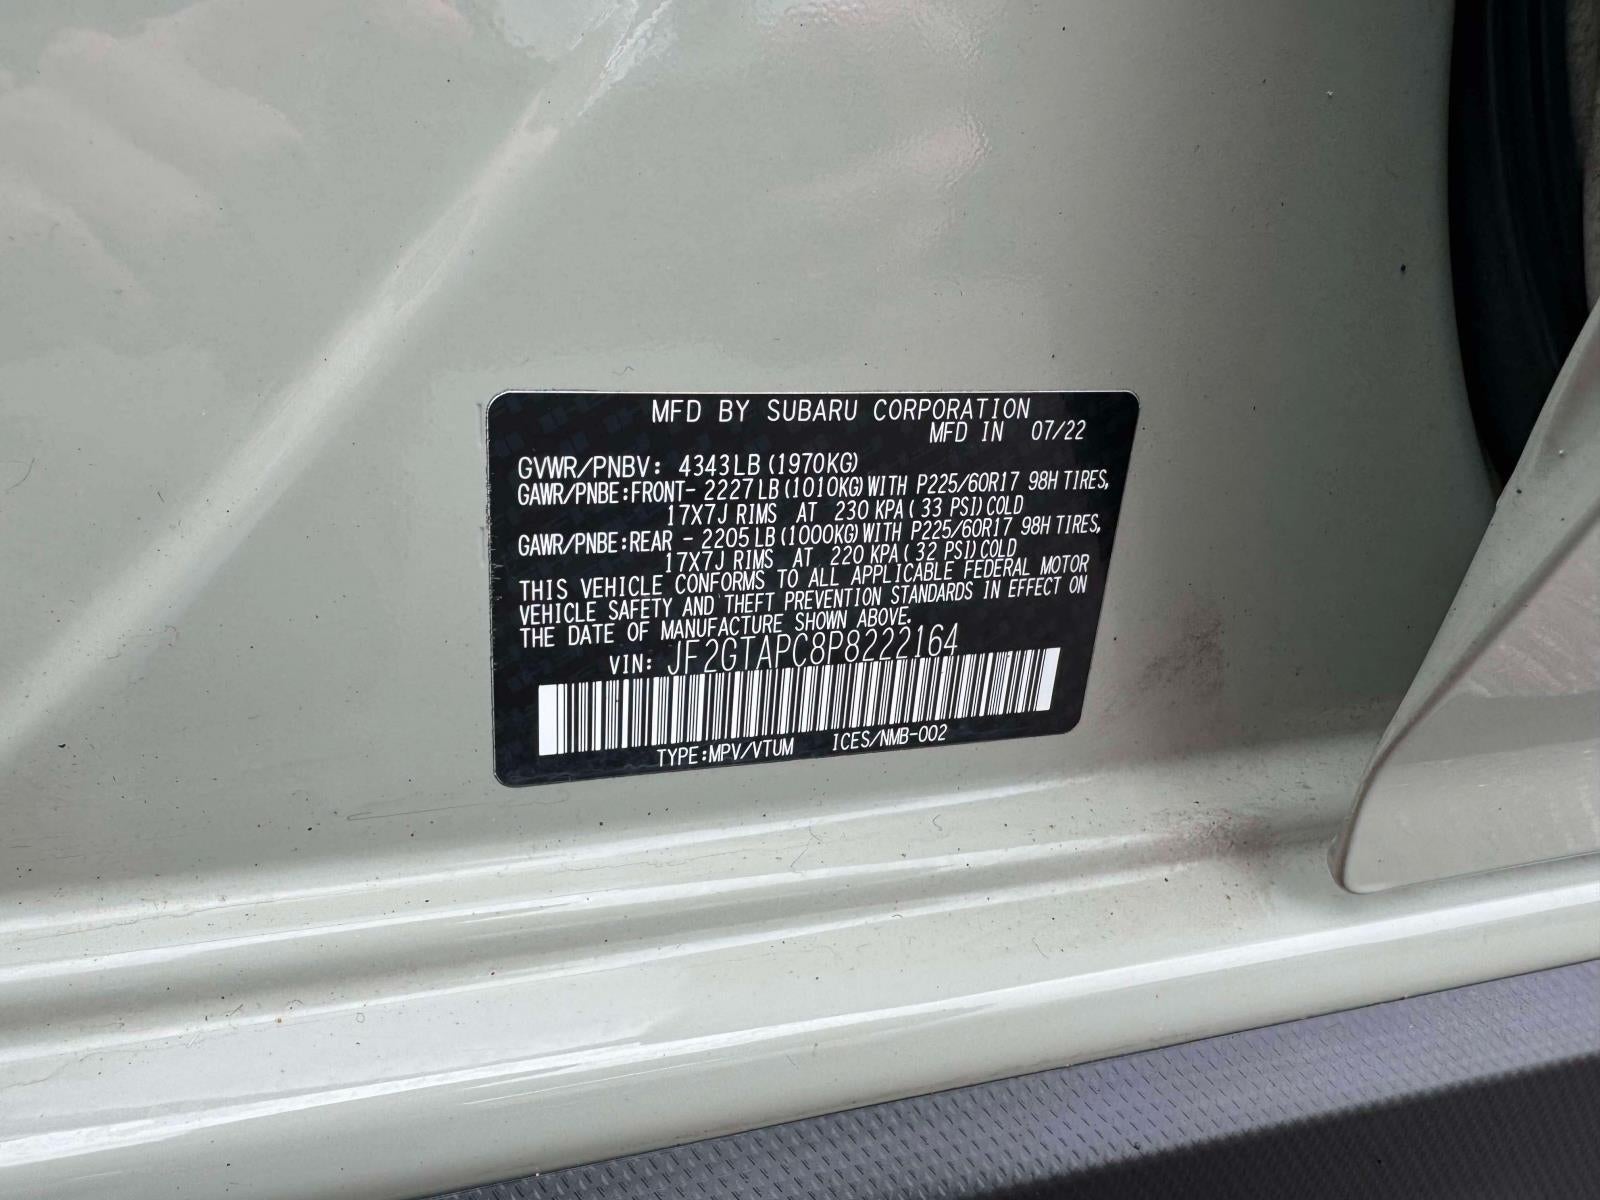 MFD BY SUBARU CORPORATION
MFD IN 07/22
GVWR/PNBV: 4343LB (1970KG)
GAWR/PNBE:FRONT- 2227LB (1010KG) WITH P225/60R17 98H TIRES,
17X7J RIMS AT 230 KPA( 33 PSI)COLD
GAWR/PNBE:REAR - 2205LB (1000KG) WITH P225/60R17 98H TIRES,
17X7J RIMS AT 220 KPA( 32 PSI)COLD
THIS VEHICLE CONFORMS TO ALL APPLICABLE FEDERAL MOTOR
VEHICLE SAFETY AND THEFT PREVENTION STANDARDS IN EFFECT ON
THE DATE OF MANUFACTURE SHOWN ABOVE.
VIN: JF2GTAPC8P8222164
TYPE:MPV/VTUM ICES/NMB-002